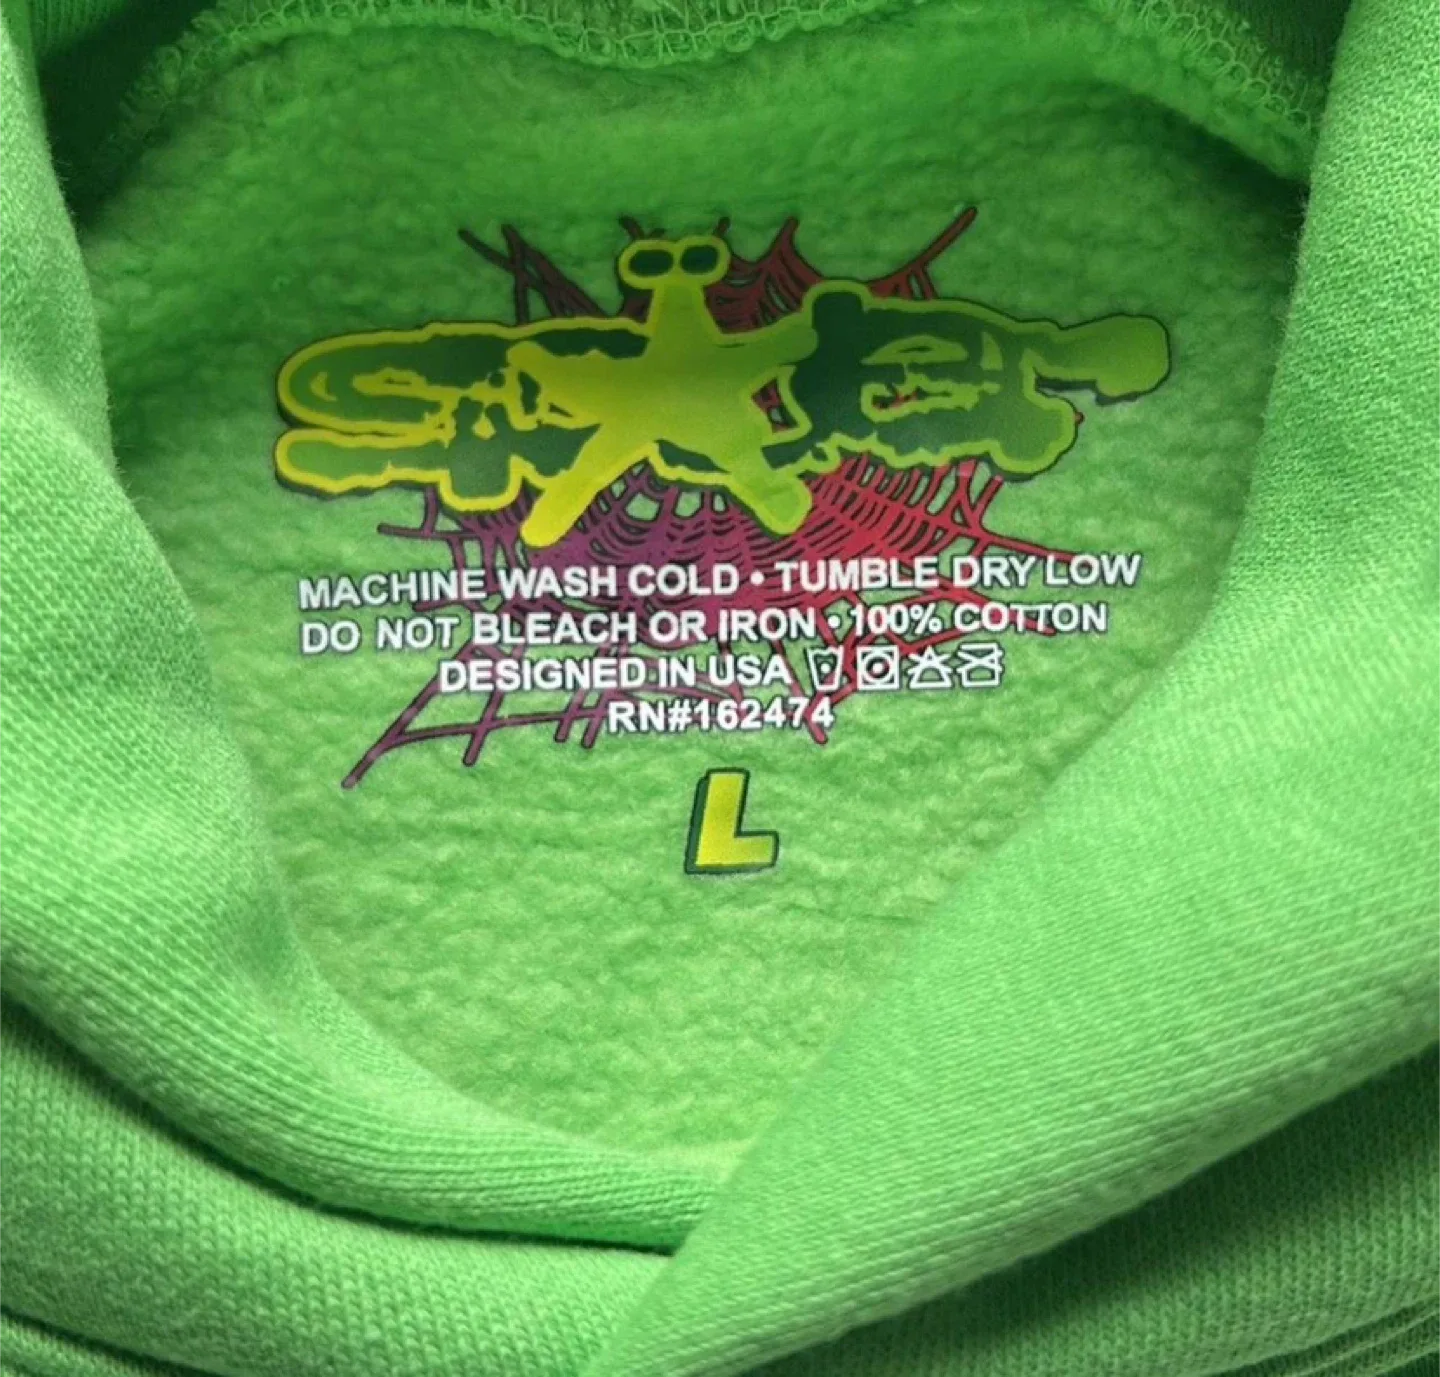 MACHINE WASH COLD • TUMBLE DRY LOW
DO NOT BLEACH OR IRON • 100% COTTON
DESIGNED IN USA
RN#162474
L